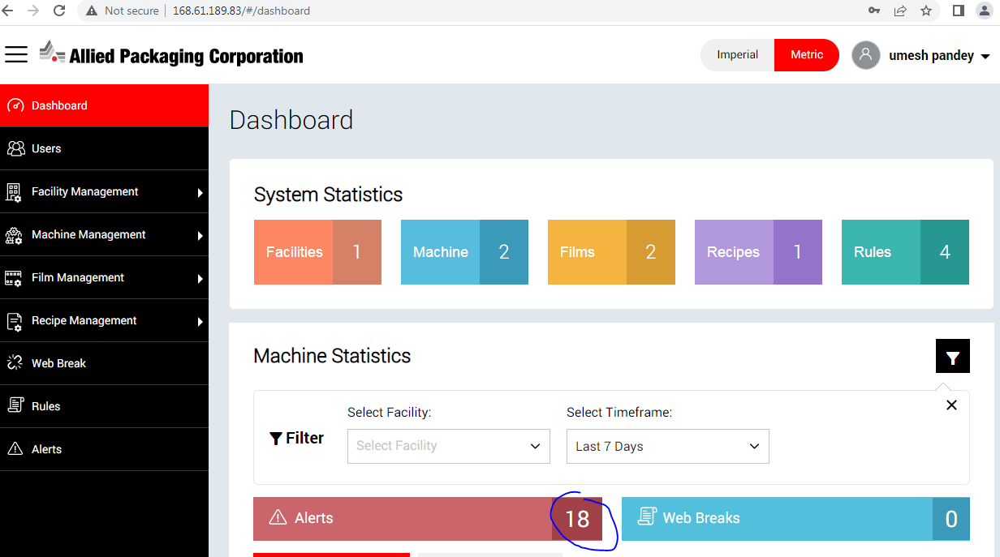 Not secure 168.61.189.83/#/dashboard
Allied Packaging Corporation
Imperial Metric umesh pandey
Dashboard
Users
Facility Management
Machine Management
Film Management
Recipe Management
Web Break
Rules
Alerts
Dashboard
System Statistics
Facilities 1 Machine 2 Films 2 Recipes 1 Rules 4
Machine Statistics
Filter
Select Facility: Select Timeframe:
Select Facility Last 7 Days
Alerts 18 Web Breaks 0